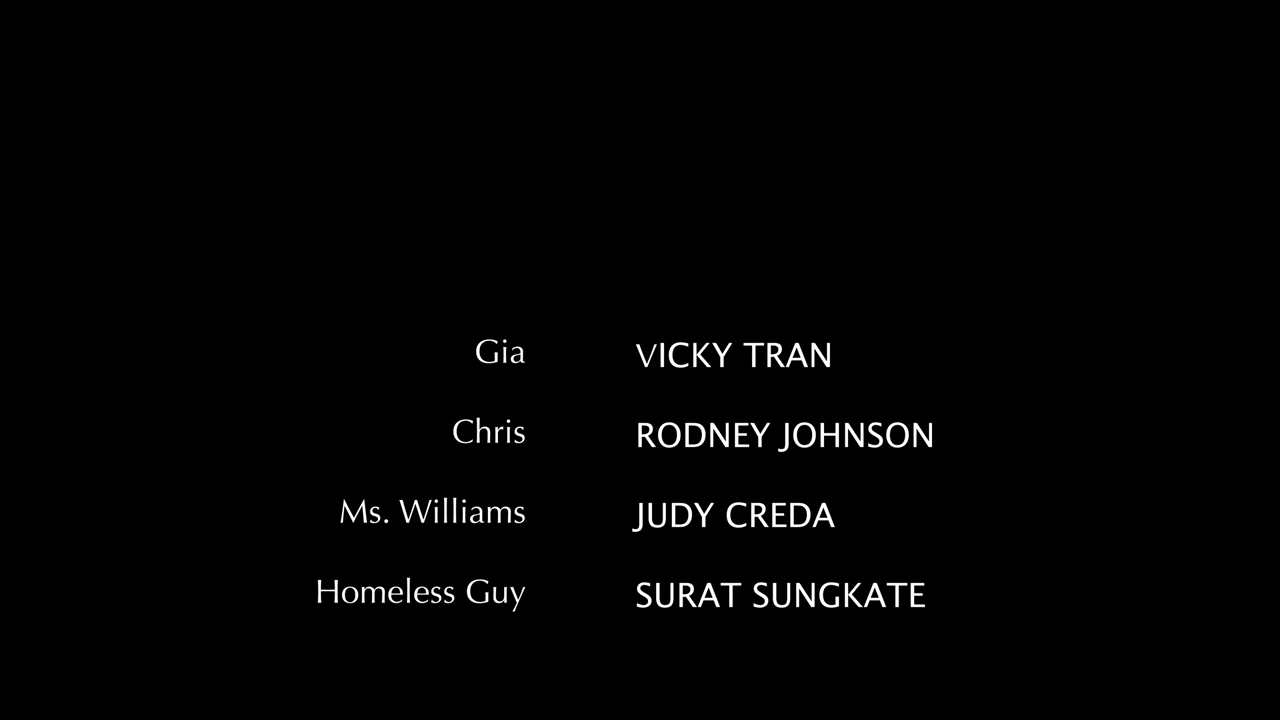 Gia VICKY TRAN
Chris RODNEY JOHNSON
Ms. Williams JUDY CREDA
Homeless Guy SURAT SUNGKATE